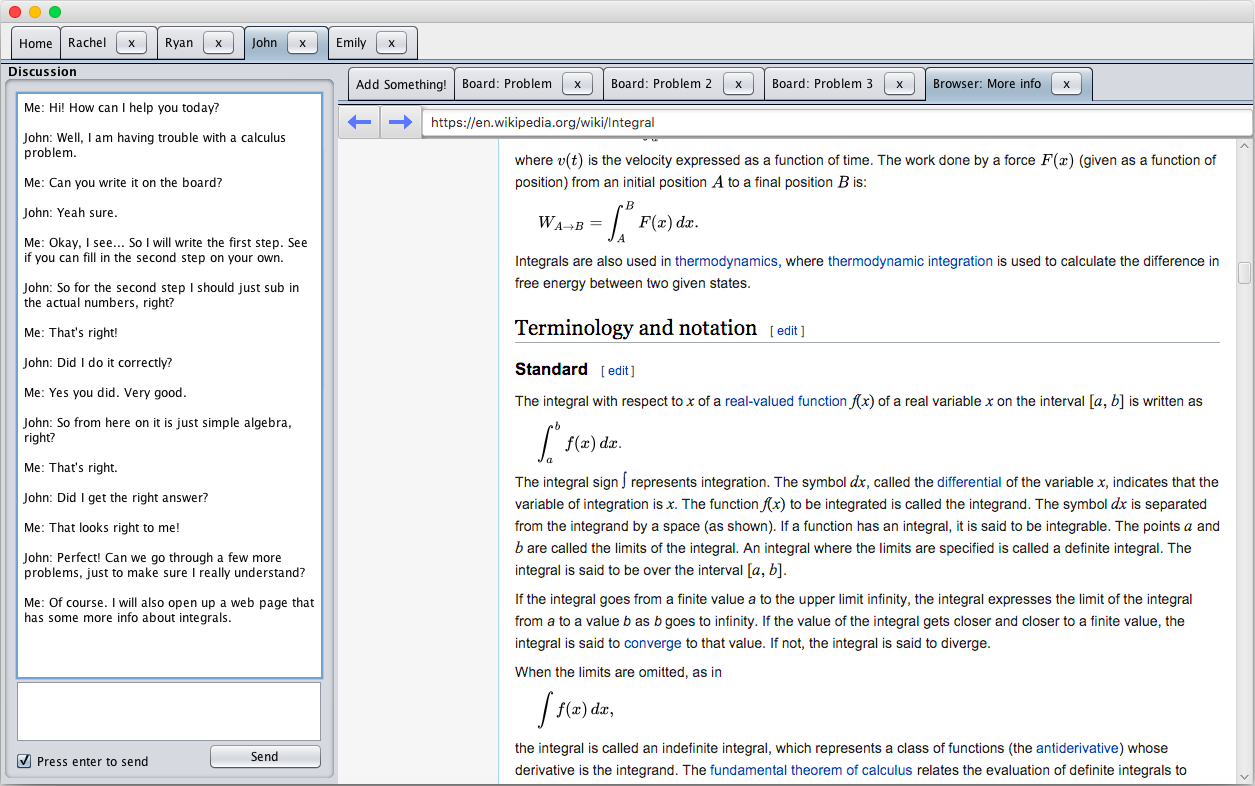 Home Rachel x Ryan x John x Emily x
Discussion
Add Something! Board: Problem x Board: Problem 2 x Board: Problem 3 x Browser: More info x
https://en.wikipedia.org/wiki/Integral
Me: Hi! How can I help you today?
John: Well, I am having trouble with a calculus
problem.
Me: Can you write it on the board?
John: Yeah sure.
Me: Okay, I see... So I will write the first step. See
if you can fill in the second step on your own.
John: So for the second step I should just sub in
the actual numbers, right?
Me: That's right!
John: Did I do it correctly?
Me: Yes you did. Very good.
John: So from here on it is just simple algebra,
right?
Me: That's right.
John: Did I get the right answer?
Me: That looks right to me!
John: Perfect! Can we go through a few more
problems, just to make sure I really understand?
Me: Of course. I will also open up a web page that
has some more info about integrals.
Press enter to send
Send
where v(t) is the velocity expressed as a function of time. The work done by a force F(x) (given as a function of
position) from an initial position A to a final position B is:
W_{A→B} = ∫_A^B F(x) dx.
Integrals are also used in thermodynamics, where thermodynamic integration is used to calculate the difference in
free energy between two given states.
Terminology and notation [ edit ]
Standard [ edit ]
The integral with respect to x of a real-valued function f(x) of a real variable x on the interval [a, b] is written as
∫_a^b f(x) dx.
The integral sign ∫ represents integration. The symbol dx, called the differential of the variable x, indicates that the
variable of integration is x. The function f(x) to be integrated is called the integrand. The symbol dx is separated
from the integrand by a space (as shown). If a function has an integral, it is said to be integrable. The points a and
b are called the limits of the integral. An integral where the limits are specified is called a definite integral. The
integral is said to be over the interval [a, b].
If the integral goes from a finite value a to the upper limit infinity, the integral expresses the limit of the integral
from a to a value b as b goes to infinity. If the value of the integral gets closer and closer to a finite value, the
integral is said to converge to that value. If not, the integral is said to diverge.
When the limits are omitted, as in
∫ f(x) dx,
the integral is called an indefinite integral, which represents a class of functions (the antiderivative) whose
derivative is the integrand. The fundamental theorem of calculus relates the evaluation of definite integrals to